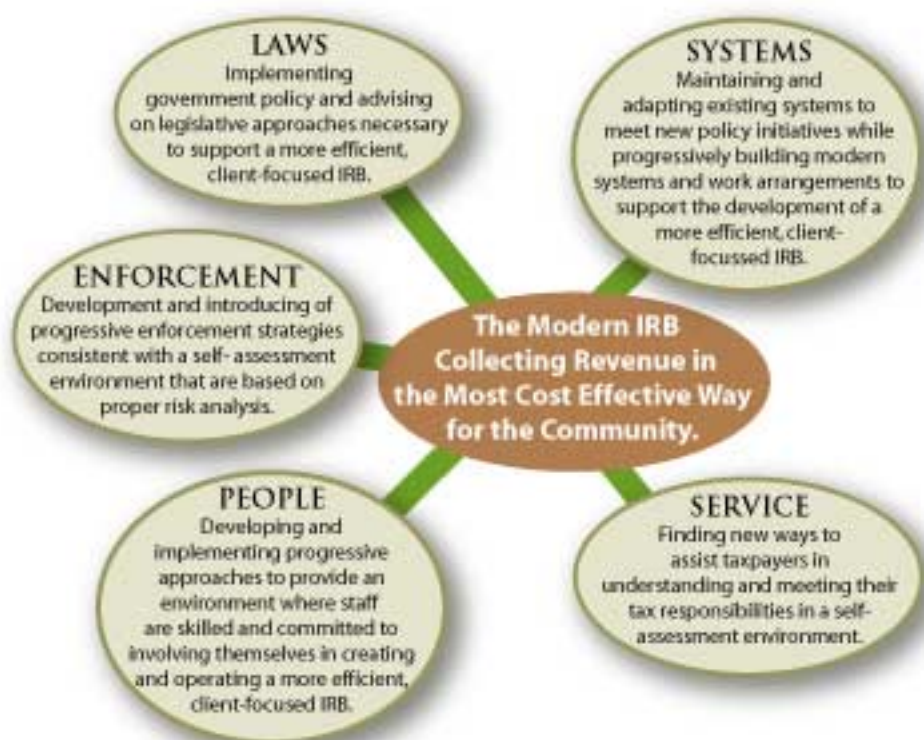 LAWS
Implementing
government policy and advising
on legislative approaches necessary
to support a more efficient,
client-focused IRB.
SYSTEMS
Maintaining and
adapting existing systems to
meet new policy initiatives while
progressively building modern
systems and work arrangements to
support the development of a
more efficient, client-
focussed IRB.
ENFORCEMENT
Development and introducing of
progressive enforcement strategies
consistent with a self- assessment
environment that are based on
proper risk analysis.
The Modern IRB
Collecting Revenue in
the Most Cost Effective Way
for the Community.
PEOPLE
Developing and
implementing progressive
approaches to provide an
environment where staff
are skilled and committed to
involving themselves in creating
and operating a more efficient,
client-focused IRB.
SERVICE
Finding new ways to
assist taxpayers in
understanding and meeting their
tax responsibilities in a self-
assessment environment.